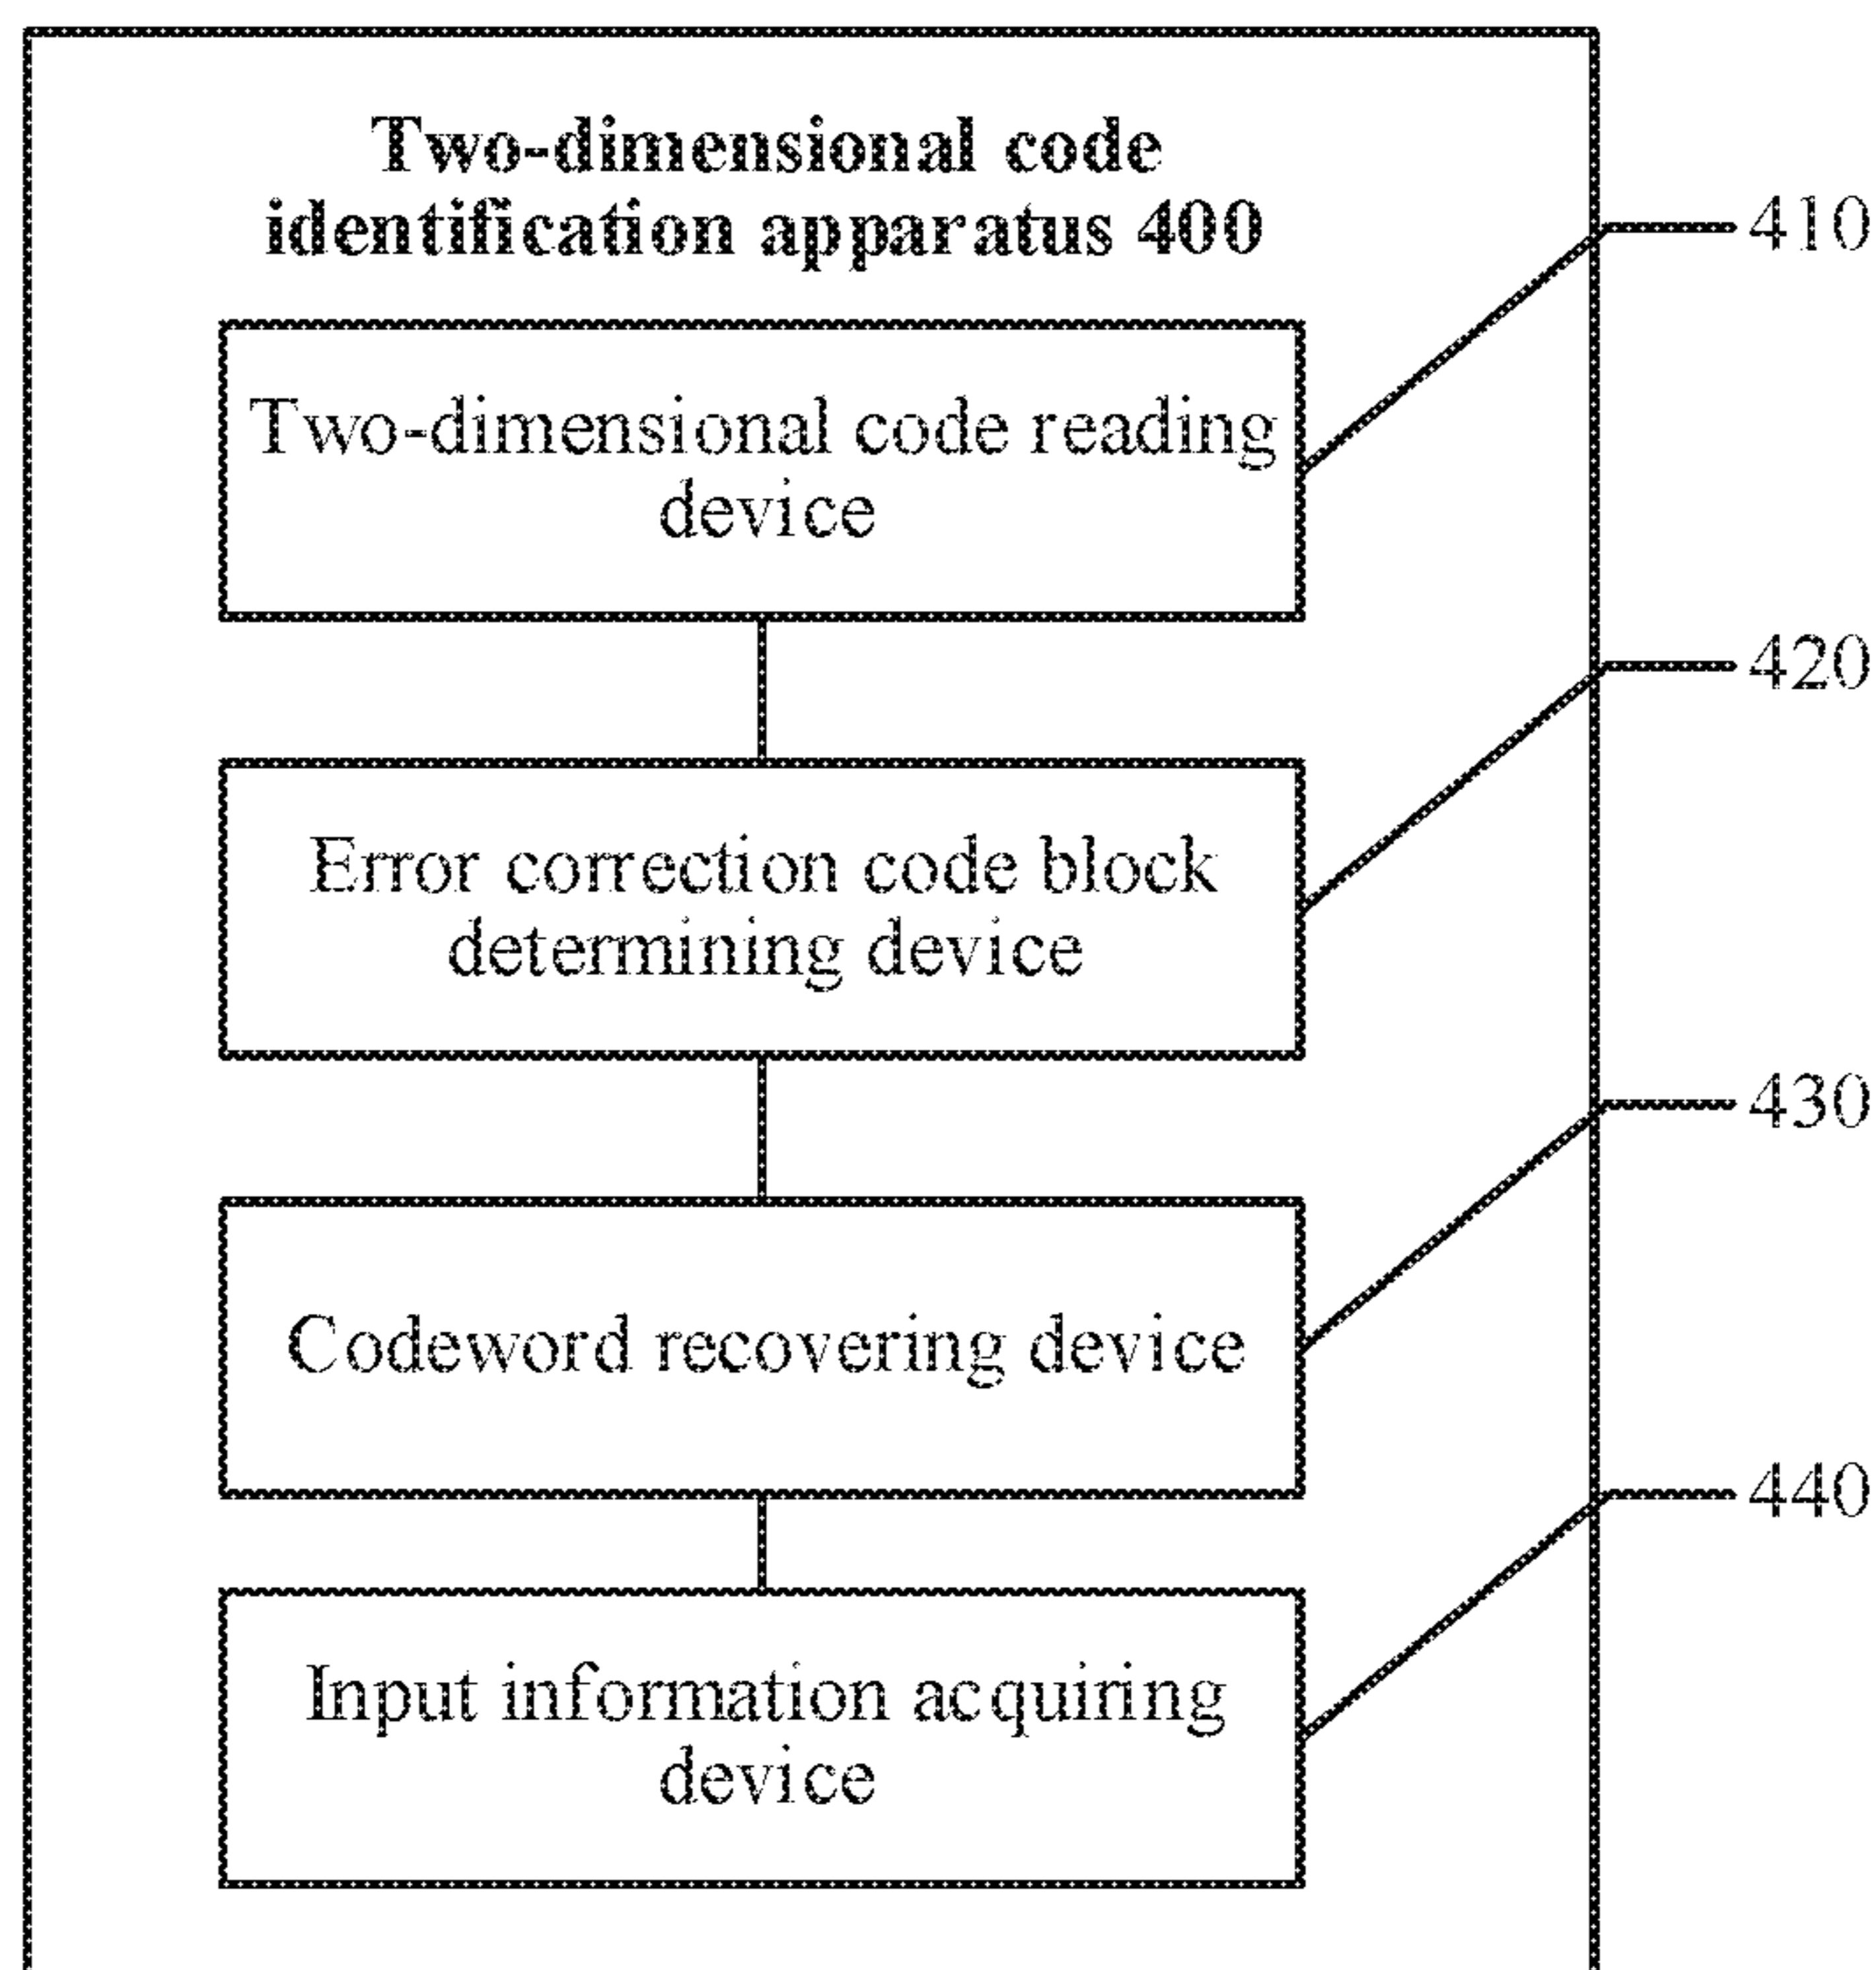 Two-dimensional code
identification apparatus 400
410
Two-dimensional code reading
device
420
Error correction code block
determining device
430
Codeword recovering device
440
Input information acquiring
device